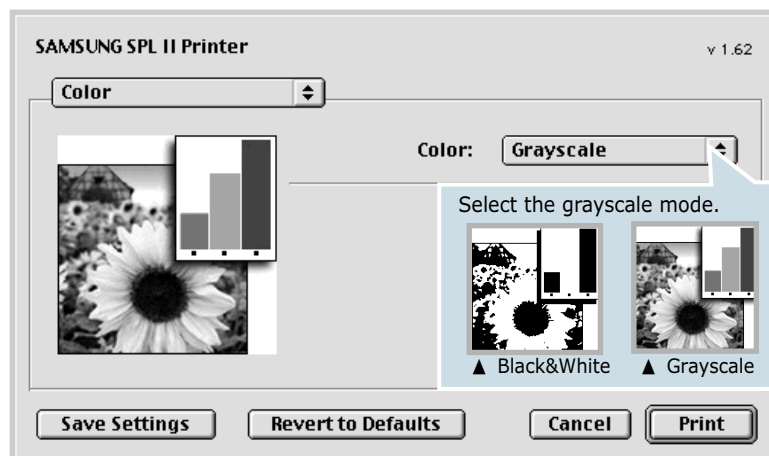 SAMSUNG SPL II Printer
v 1.62
Color
Color: Grayscale
Select the grayscale mode.
▲ Black&White ▲ Grayscale
Save Settings Revert to Defaults Cancel Print